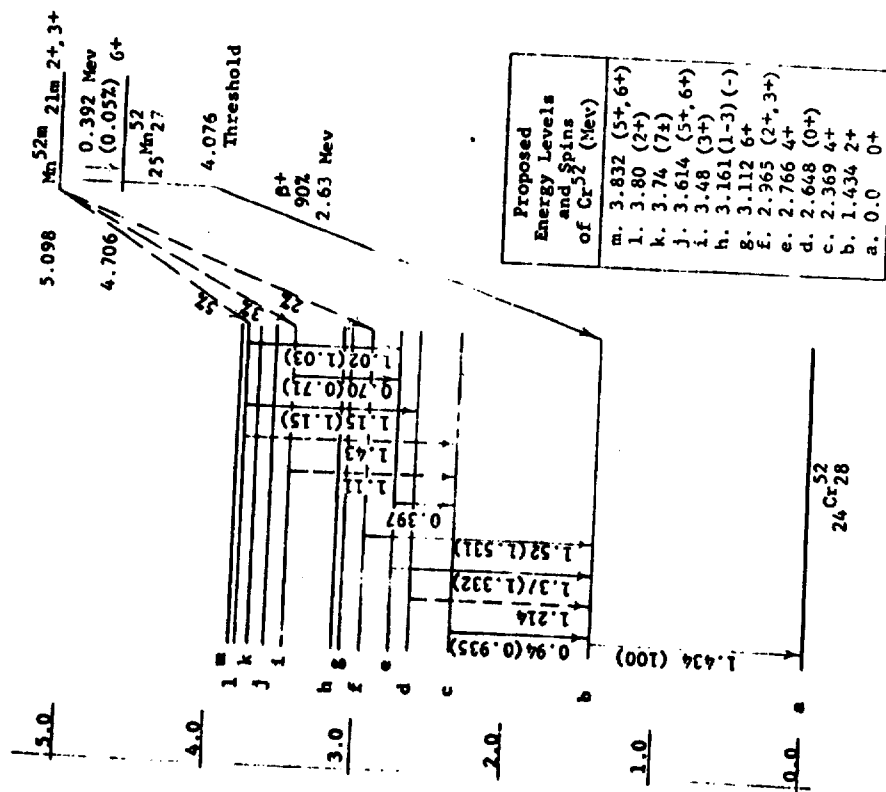 Mn52m 21m 2+, 3+
0.392 Mev
(0.05%) 6+
25Mn52 27
5.098
4.706
4.076
Threshold
β+
90%
2.63 Mev
5%
3%
2%
Proposed
Energy Levels
and Spins
of Cr52 (Mev)
m. 3.832 (5+, 6+)
l. 3.80 (2+)
k. 3.74 (7±)
j. 3.614 (5+, 6+)
i. 3.48 (3+)
h. 3.161 (1-3) (-)
g. 3.112 6+
f. 2.965 (2+, 3+)
e. 2.766 4+
d. 2.648 (0+)
c. 2.369 4+
b. 1.434 2+
a. 0.0 0+
1.02(1.03)
0.70(0.71)
1.15(1.15)
1.43
1.11
0.397
1.52(1.531)
1.37(1.332)
1.214
0.94(0.935)
1.434 (100)
m
l
k
j
i
h
g
f
e
d
c
b
a
24Cr52 28
5.0
4.0
3.0
2.0
1.0
0.0